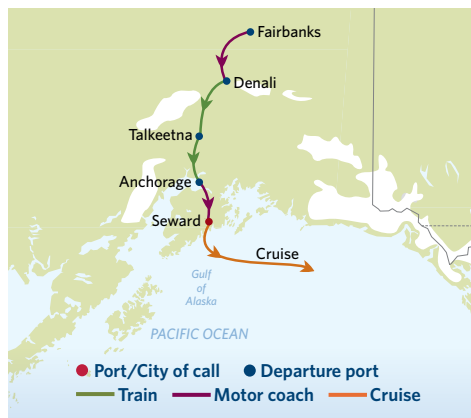 Fairbanks
Denali
Talkeetna
Anchorage
Seward
Cruise
Gulf
of
Alaska
PACIFIC OCEAN
Port/City of call Departure port
Train Motor coach Cruise